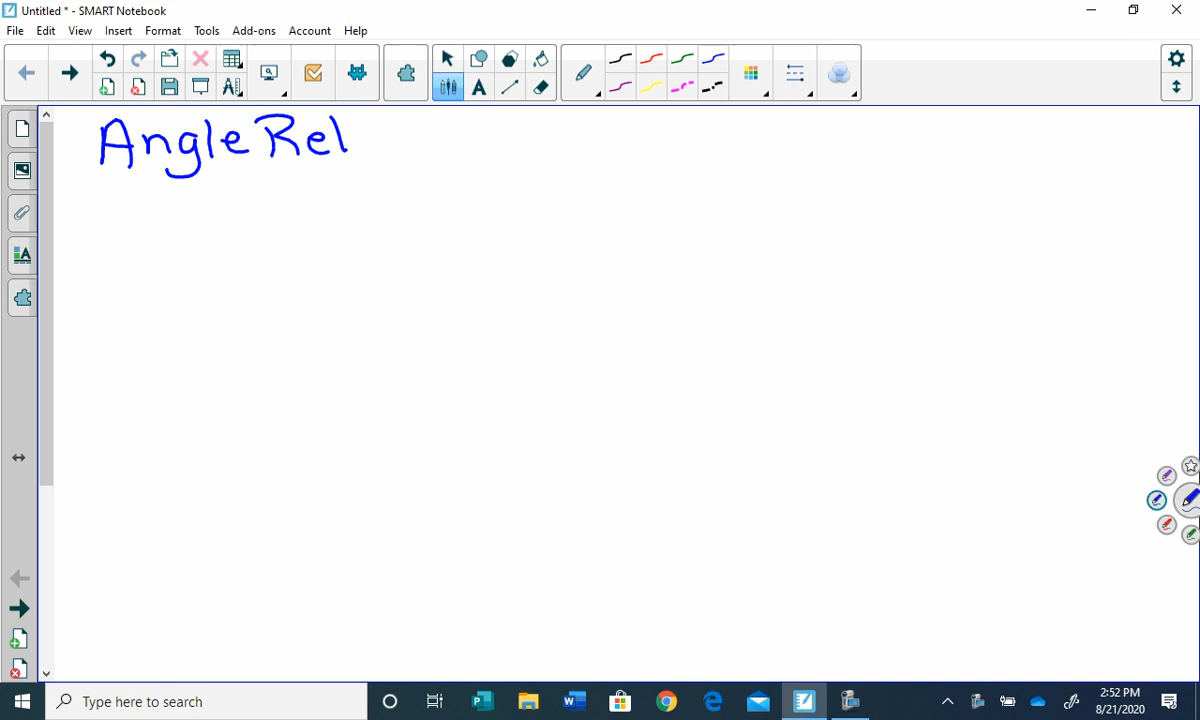 Untitled * - SMART Notebook
File Edit View Insert Format Tools Add-ons Account Help
Angle Rel
Type here to search
2:52 PM
8/21/2020